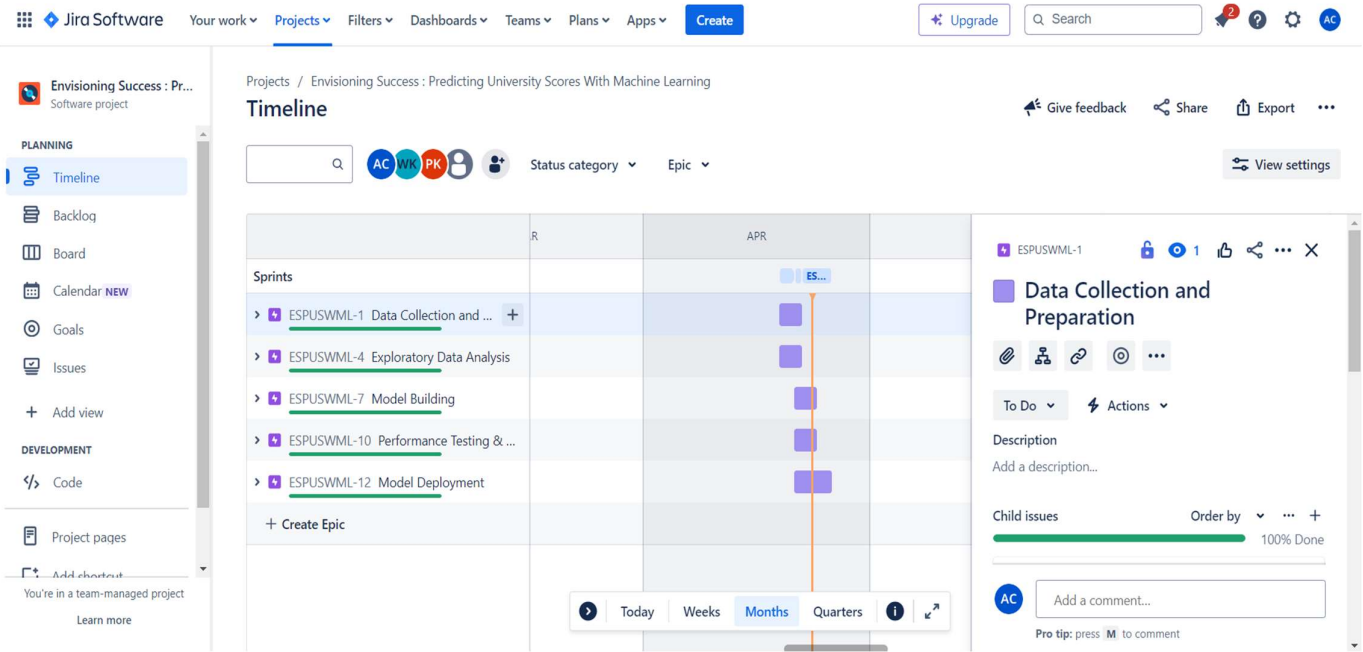 Jira Software Your work Projects Filters Dashboards Teams Plans Apps Create Upgrade Search 2 AC
Envisioning Success : Pr...
Software project
PLANNING
Timeline
Backlog
Board
Calendar NEW
Goals
Issues
+ Add view
DEVELOPMENT
Code
Project pages
Add shortcut
You're in a team-managed project
Learn more
Projects / Envisioning Success : Predicting University Scores With Machine Learning
Timeline
Give feedback Share Export
AC WK PK Status category Epic View settings
R APR
Sprints ES...
ESPUSWML-1 Data Collection and ... +
ESPUSWML-4 Exploratory Data Analysis
ESPUSWML-7 Model Building
ESPUSWML-10 Performance Testing & ...
ESPUSWML-12 Model Deployment
+ Create Epic
Today Weeks Months Quarters
ESPUSWML-1 1
Data Collection and
Preparation
To Do Actions
Description
Add a description...
Child issues Order by ... +
100% Done
AC Add a comment...
Pro tip: press M to comment